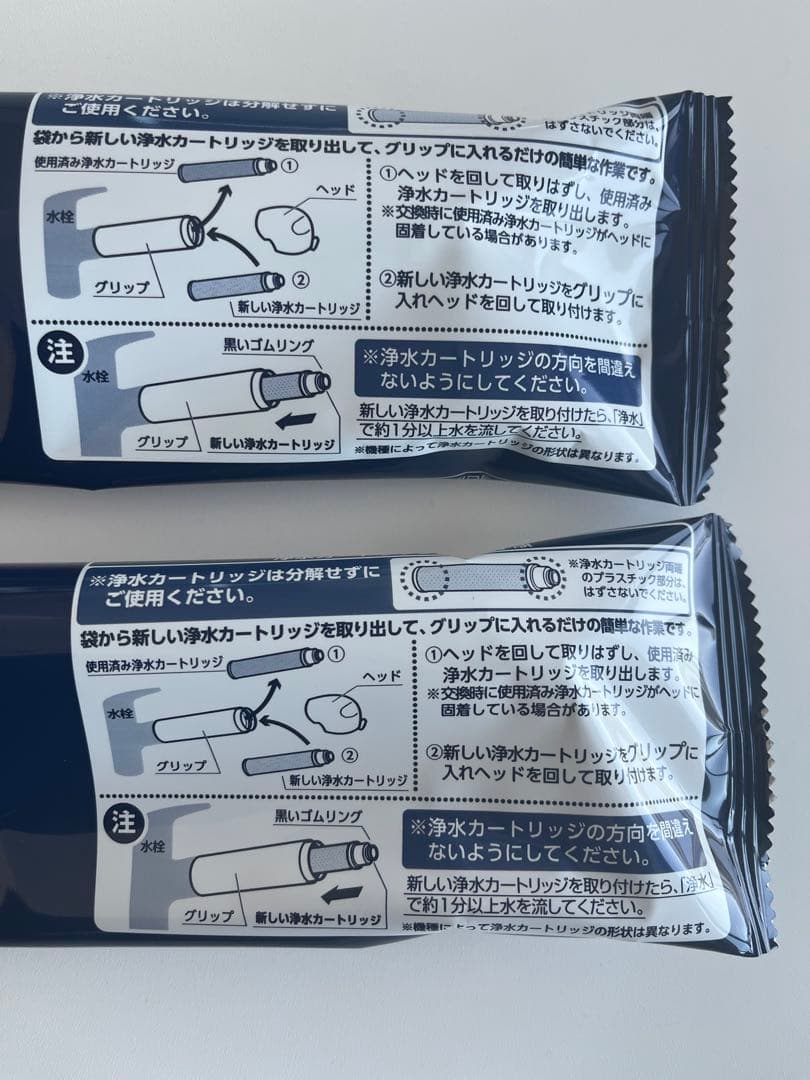 ※浄水カートリッジは分解せずに
ご使用ください。
はずさないでください。
袋から新しい浄水カートリッジを取り出して、グリップに入れるだけの簡単な作業です。
使用済み浄水カートリッジ
①
ヘッド
水栓
グリップ
②
新しい浄水カートリッジ
①ヘッドを回して取りはずし、使用済み
浄水カートリッジを取り出します。
※交換時に使用済み浄水カートリッジがヘッドに
固着している場合があります。
②新しい浄水カートリッジをグリップに
入れヘッドを回して取り付けます。
注
水栓
黒いゴムリング
グリップ
新しい浄水カートリッジ
※浄水カートリッジの方向を間違え
ないようにしてください。
新しい浄水カートリッジを取り付けたら、「浄水」
で約1分以上水を流してください。
※機種によって浄水カートリッジの形状は異なります。
※浄水カートリッジは分解せずに
ご使用ください。
※浄水カートリッジ両端
のプラスチック部分は、
はずさないでください。
袋から新しい浄水カートリッジを取り出して、グリップに入れるだけの簡単な作業です。
使用済み浄水カートリッジ
①
ヘッド
水栓
グリップ
②
新しい浄水カートリッジ
①ヘッドを回して取りはずし、使用済み
浄水カートリッジを取り出します。
※交換時に使用済み浄水カートリッジがヘッドに
固着している場合があります。
②新しい浄水カートリッジをグリップに
入れヘッドを回して取り付けます。
注
水栓
黒いゴムリング
グリップ
新しい浄水カートリッジ
※浄水カートリッジの方向を間違え
ないようにしてください。
新しい浄水カートリッジを取り付けたら、「浄水」
で約1分以上水を流してください。
※機種によって浄水カートリッジの形状は異なります。